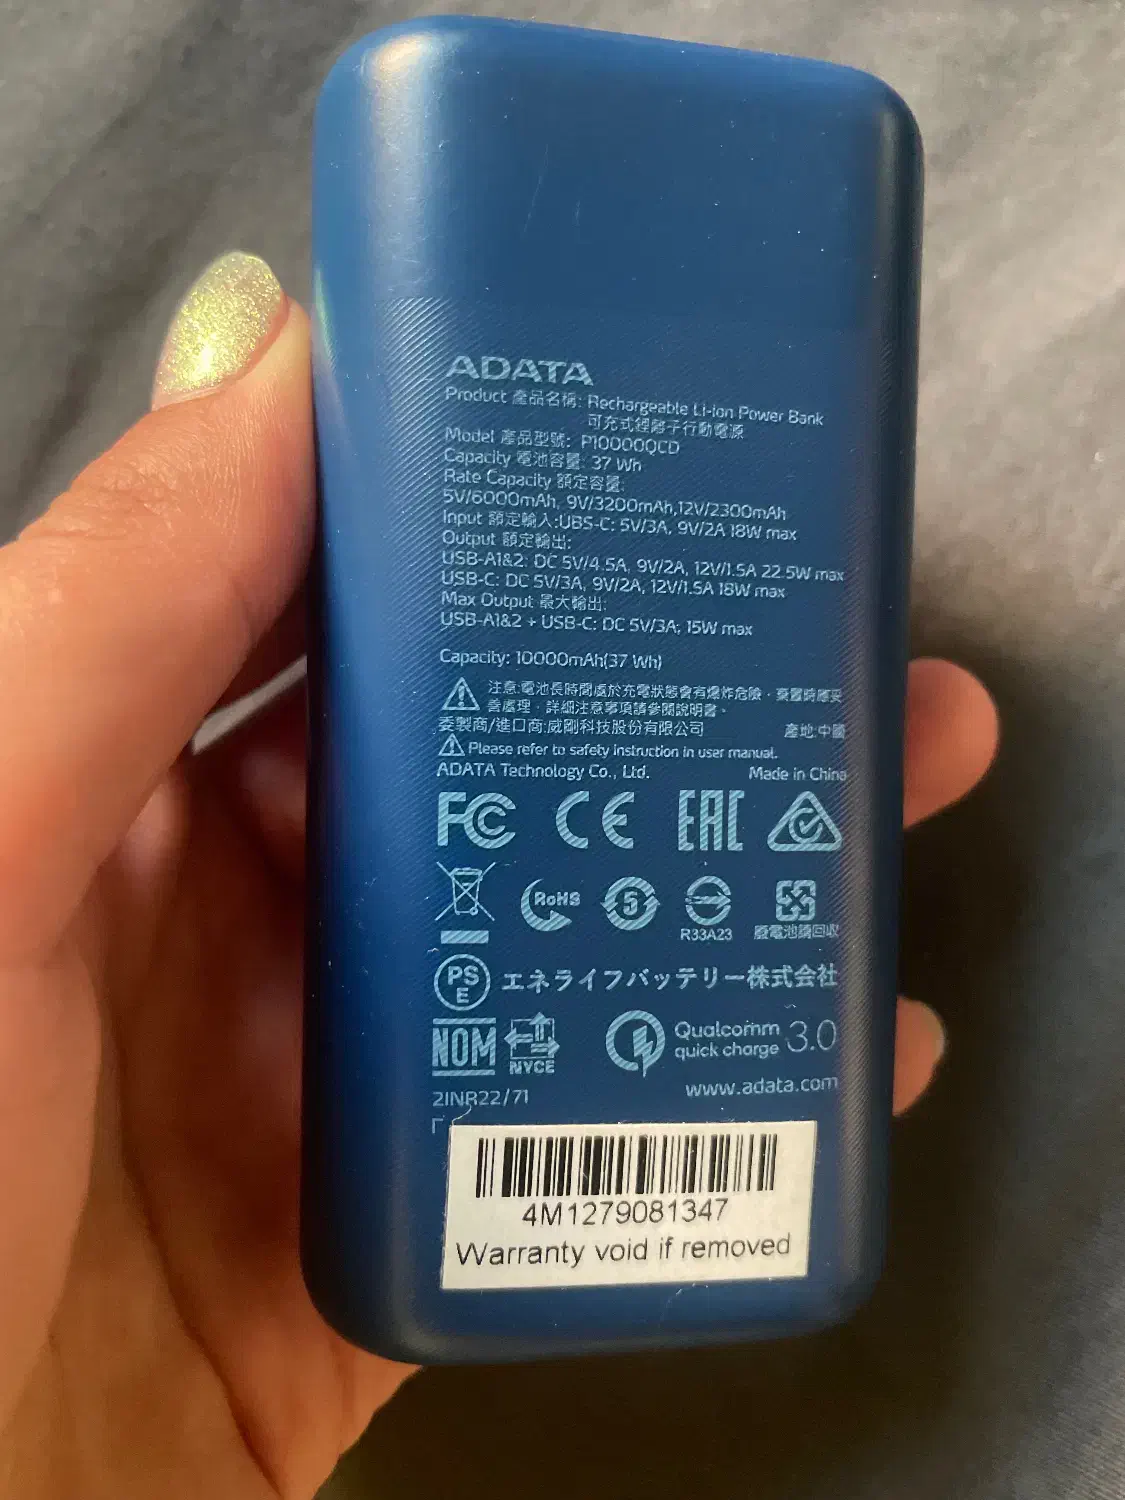 ADATA
Product 產品名稱: Rechargeable Li-ion Power Bank
可充式鋰離子行動電源
Model 產品型號: P10000QCD
Capacity 電池容量: 37 Wh
Rate Capacity 額定容量:
5V/6000mAh, 9V/3200mAh,12V/2300mAh
Input 額定輸入:UBS-C: 5V/3A, 9V/2A 18W max
Output 額定輸出:
USB-A1&2: DC 5V/4.5A, 9V/2A, 12V/1.5A 22.5W max
USB-C: DC 5V/3A, 9V/2A, 12V/1.5A 18W max
Max Output 最大輸出:
USB-A1&2 + USB-C: DC 5V/3A; 15W max
Capacity: 10000mAh(37 Wh)
注意:電池長時間處於充電狀態會有爆炸危險，棄置時應妥
善處理，詳細注意事項請參閱說明書。
委製商/進口商:威剛科技股份有限公司 產地:中國
Please refer to safety instruction in user manual.
ADATA Technology Co., Ltd. Made in China
FC CE EAC
RoHS 5 R33A23 廢電池請回收
PS E エネライフバッテリー株式会社
NOM NYCE Qualcomm quick charge 3.0
2INR22/71 www.adata.com
4M1279081347
Warranty void if removed